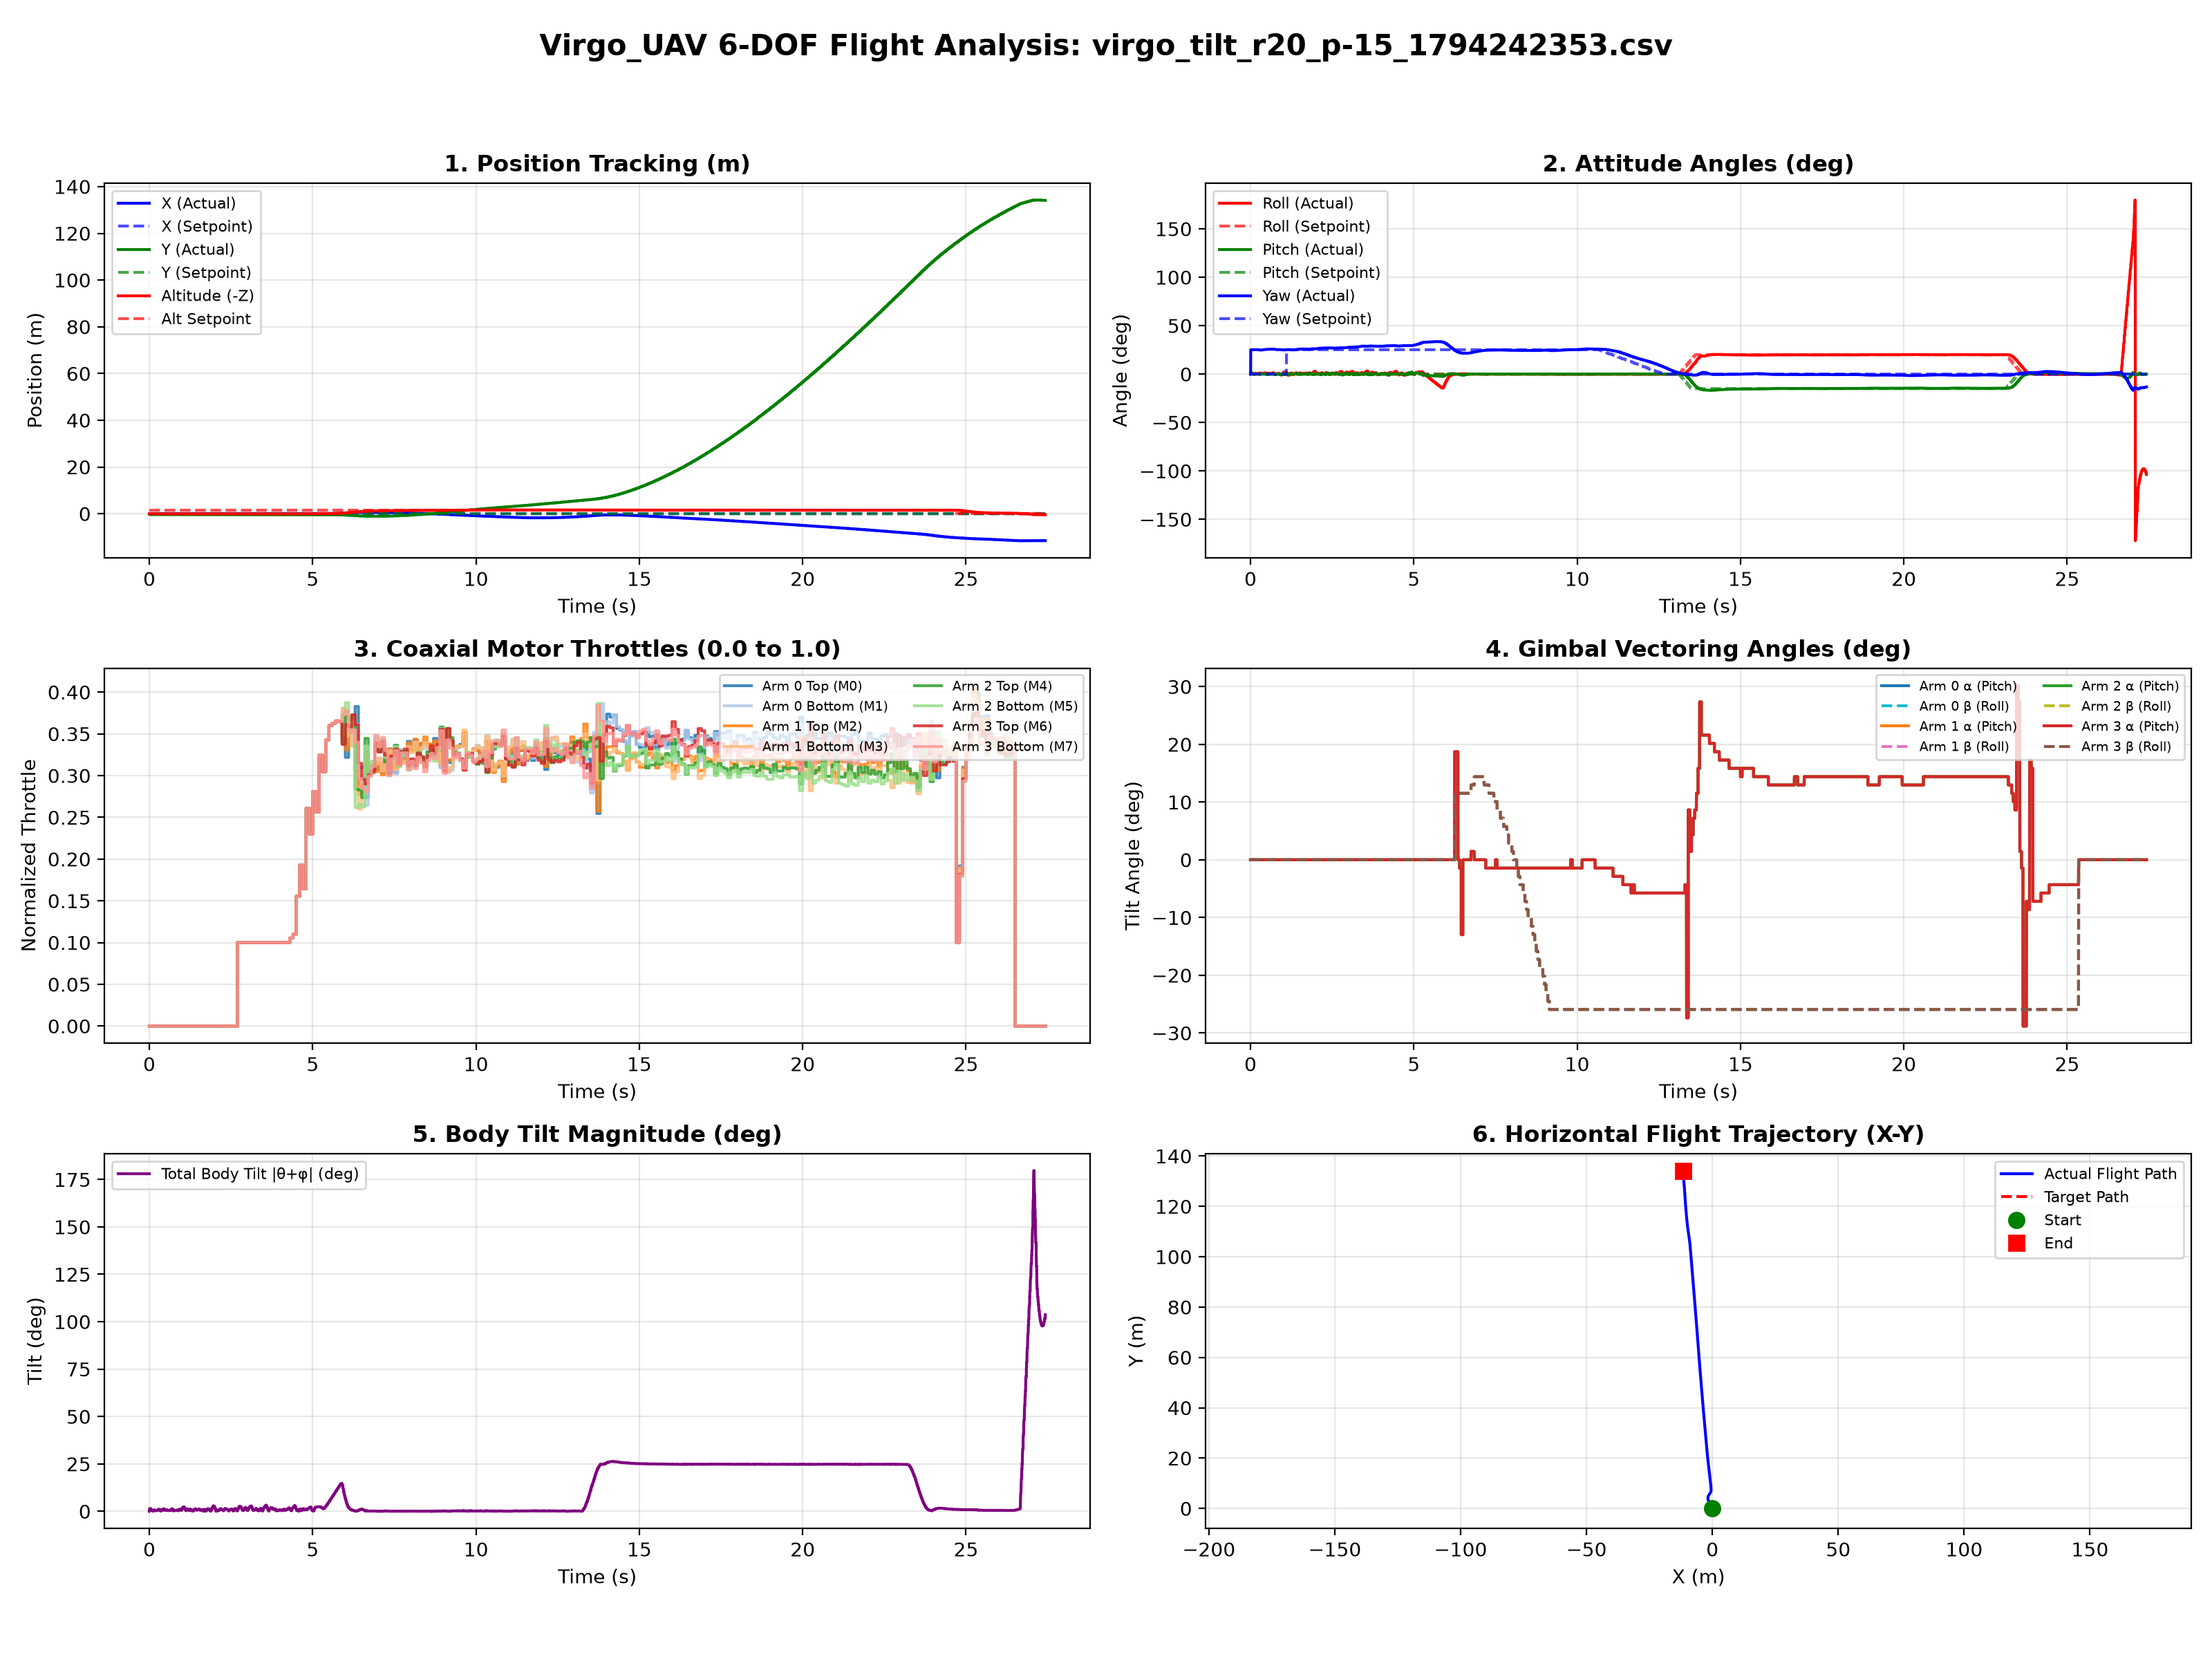 Virgo_UAV 6-DOF Flight Analysis: virgo_tilt_r20_p-15_1794242353.csv
1. Position Tracking (m)
X (Actual)
X (Setpoint)
Y (Actual)
Y (Setpoint)
Altitude (-Z)
Alt Setpoint
Position (m)
140
120
100
80
60
40
20
0
0 5 10 15 20 25
Time (s)
2. Attitude Angles (deg)
Roll (Actual)
Roll (Setpoint)
Pitch (Actual)
Pitch (Setpoint)
Yaw (Actual)
Yaw (Setpoint)
Angle (deg)
150
100
50
0
−50
−100
−150
0 5 10 15 20 25
Time (s)
3. Coaxial Motor Throttles (0.0 to 1.0)
Arm 0 Top (M0)
Arm 0 Bottom (M1)
Arm 1 Top (M2)
Arm 1 Bottom (M3)
Arm 2 Top (M4)
Arm 2 Bottom (M5)
Arm 3 Top (M6)
Arm 3 Bottom (M7)
Normalized Throttle
0.40
0.35
0.30
0.25
0.20
0.15
0.10
0.05
0.00
0 5 10 15 20 25
Time (s)
4. Gimbal Vectoring Angles (deg)
Arm 0 α (Pitch)
Arm 0 β (Roll)
Arm 1 α (Pitch)
Arm 1 β (Roll)
Arm 2 α (Pitch)
Arm 2 β (Roll)
Arm 3 α (Pitch)
Arm 3 β (Roll)
Tilt Angle (deg)
30
20
10
0
−10
−20
−30
0 5 10 15 20 25
Time (s)
5. Body Tilt Magnitude (deg)
Total Body Tilt |θ+φ| (deg)
Tilt (deg)
175
150
125
100
75
50
25
0
0 5 10 15 20 25
Time (s)
6. Horizontal Flight Trajectory (X-Y)
Actual Flight Path
Target Path
Start
End
Y (m)
140
120
100
80
60
40
20
0
−200 −150 −100 −50 0 50 100 150
X (m)